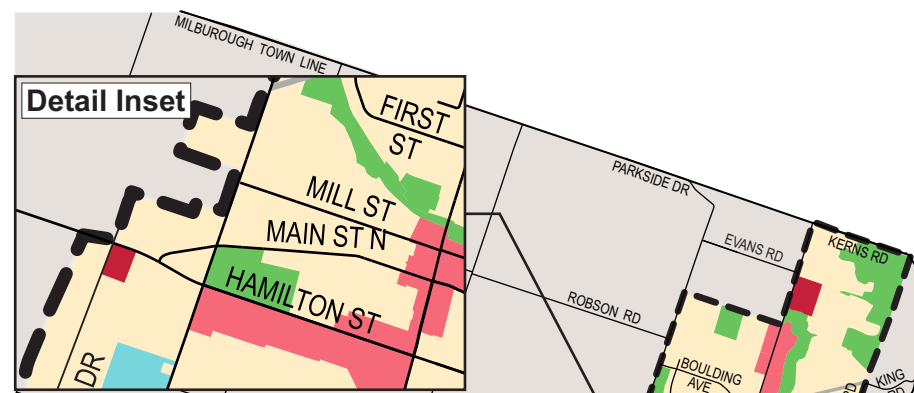 MILBOROUGH TOWN LINE
Detail Inset
FIRST
ST
MILL ST
MAIN ST N
HAMILTON ST
DR
PARKSIDE DR
EVANS RD
KERNS RD
ROBSON RD
BOULDING
AVE
KING
RD